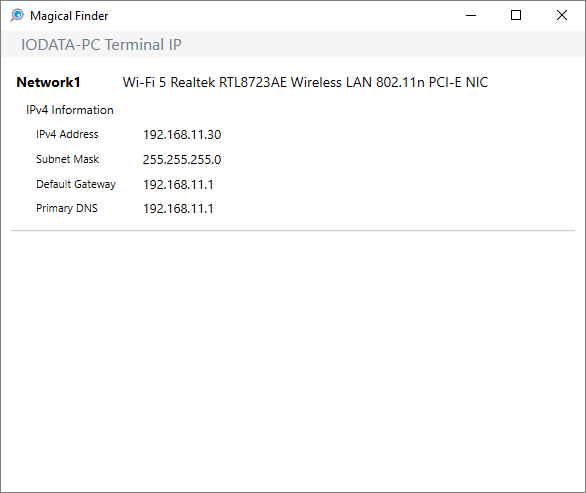 Magical Finder
IODATA-PC Terminal IP
Network1 Wi-Fi 5 Realtek RTL8723AE Wireless LAN 802.11n PCI-E NIC
IPv4 Information
IPv4 Address 192.168.11.30
Subnet Mask 255.255.255.0
Default Gateway 192.168.11.1
Primary DNS 192.168.11.1